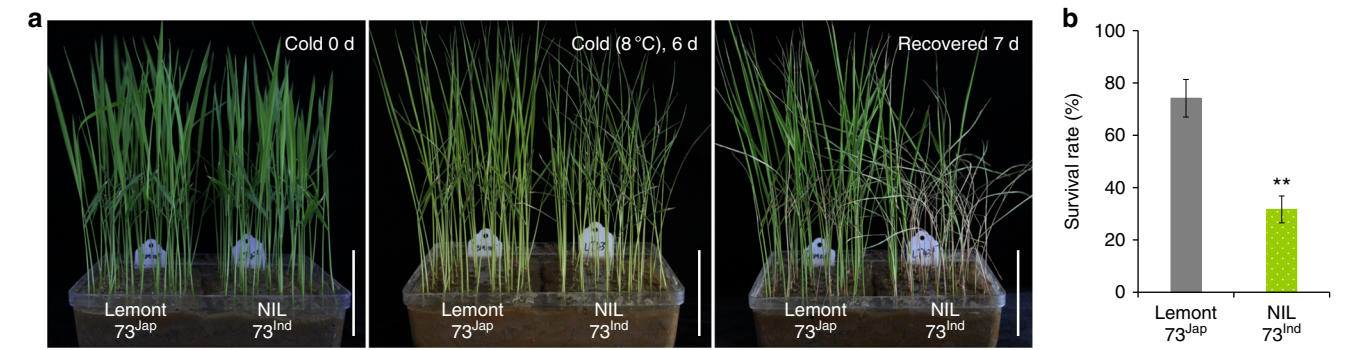 a
Cold 0 d
Cold (8 °C), 6 d
Recovered 7 d
Lemont
73Jap
NIL
73Ind
Lemont
73Jap
NIL
73Ind
Lemont
73Jap
NIL
73Ind
b
Survival rate (%)
100
80
60
40
20
0
**
Lemont
73Jap
NIL
73Ind